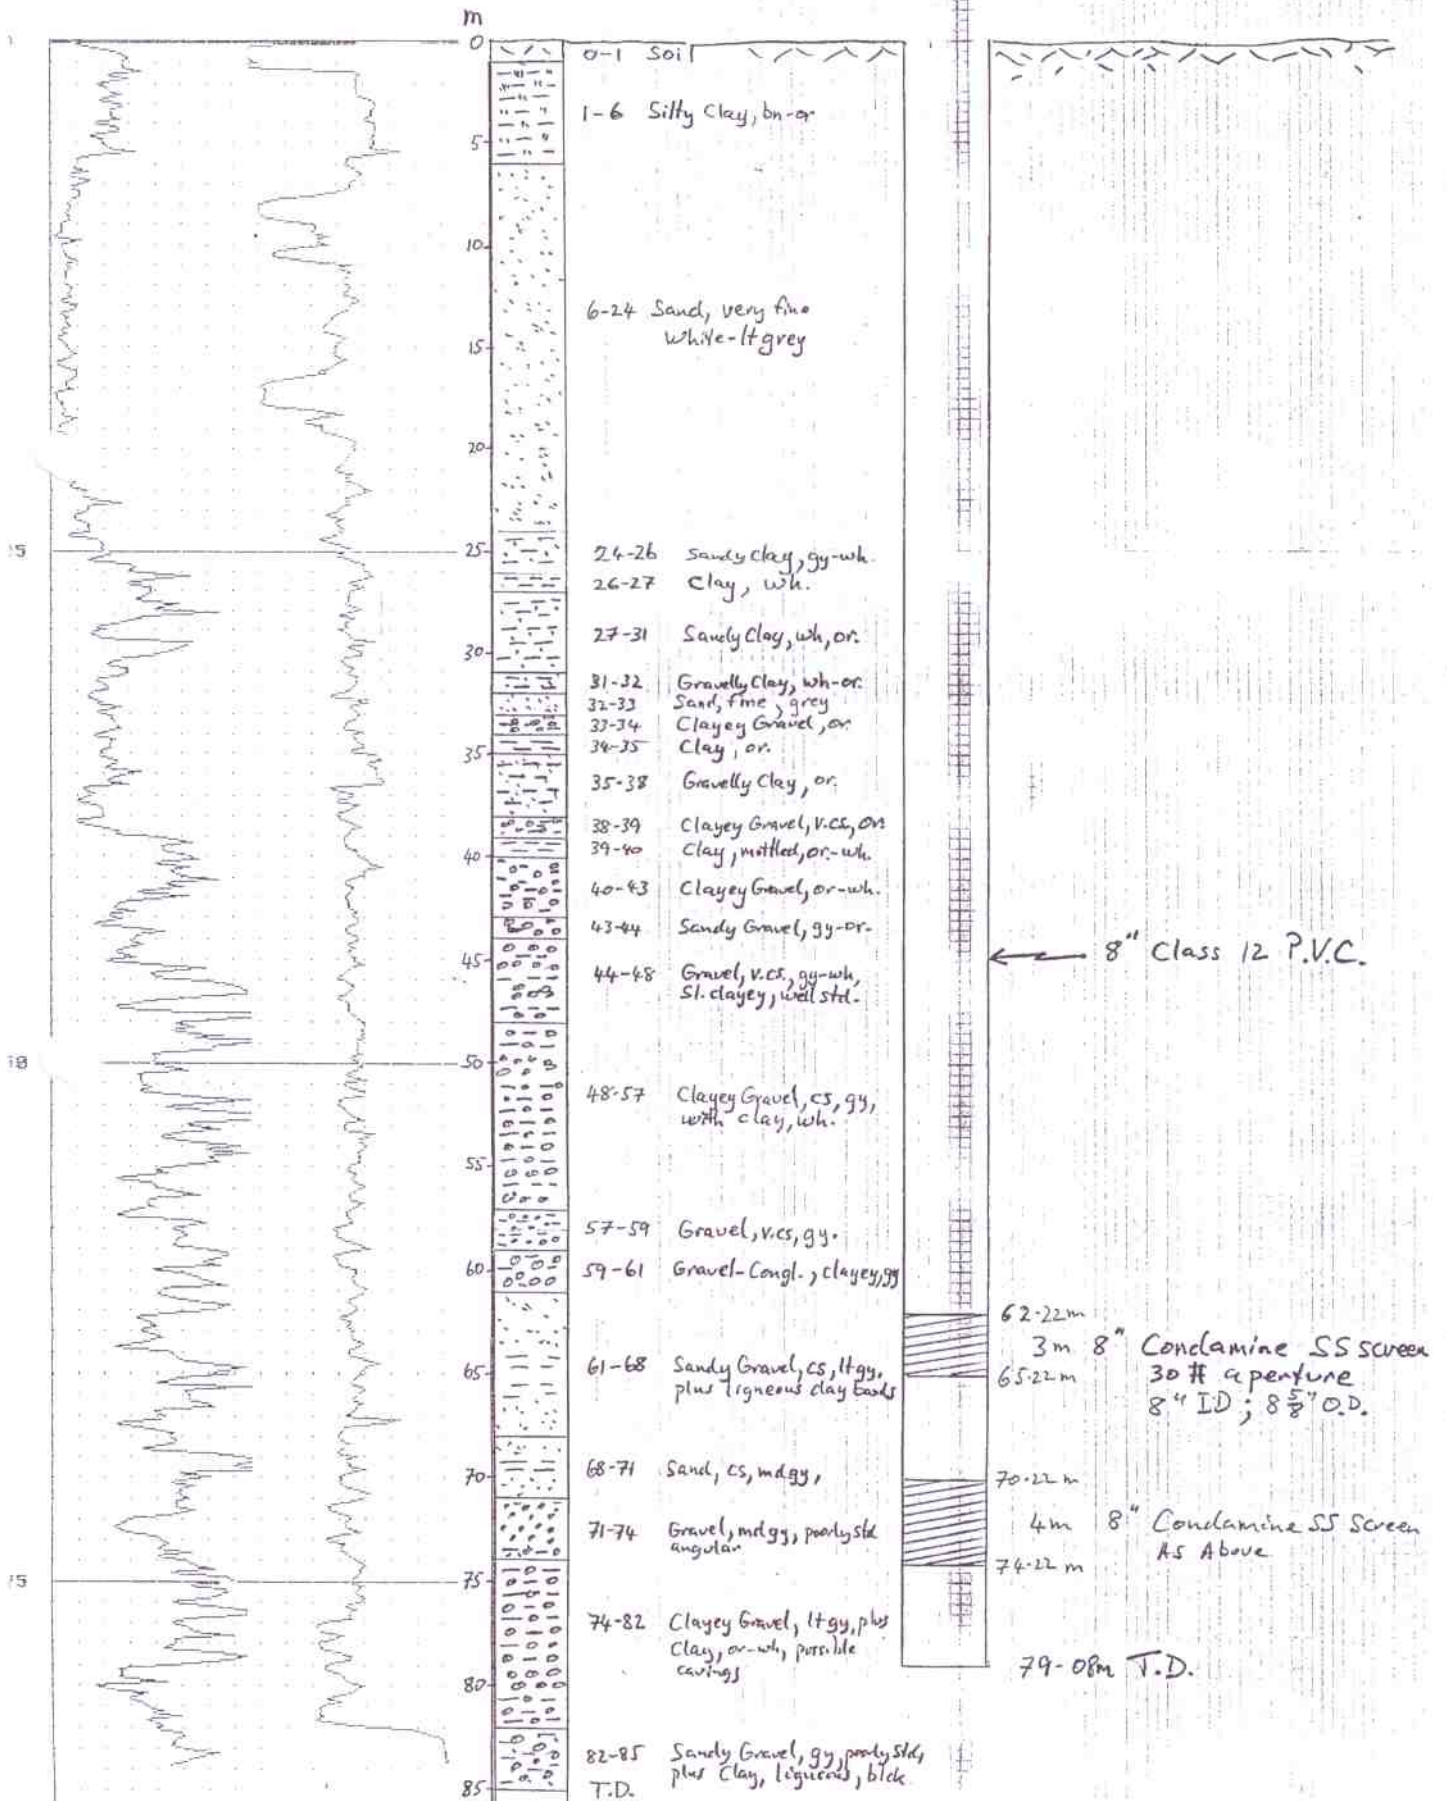 m
0
0-1 Soil
1-6 Silty Clay, bn-or
5
10
6-24 Sand, very fine
white-lt grey
15
20
25
24-26 Sandy Clay, gy-wh.
26-27 Clay, wh.
27-31 Sandy Clay, wh, or.
30
31-32 Gravelly Clay, wh-or.
32-33 Sand, fine, grey
33-34 Clayey Gravel, or.
34-35 Clay, or.
35
35-38 Gravelly Clay, or.
38-39 Clayey Gravel, v.cs, or.
39-40 Clay, mottled, or.-wh.
40
40-43 Clayey Gravel, or-wh.
43-44 Sandy Gravel, gy-or.
45
8" Class 12 P.V.C.
44-48 Gravel, v.cs., gy-wh,
Sl. clayey, well std.
50
48-57 Clayey Gravel, cs, gy,
with clay, wh.
55
57-59 Gravel, v.cs, gy.
60
59-61 Gravel-Congl., clayey, gy
62-22m
3m 8" Condamine SS screen
61-68 Sandy Gravel, cs, lt gy,
65
65-22m
30 # aperture
plus ligneous clay bands
8" ID ; 8 5/8" O.D.
68-71 Sand, cs, md gy,
70
70-22m
71-74 Gravel, md gy, poorly std
angular
4m 8" Condamine SS Screen
As Above
74-22m
75
74-82 Clayey Gravel, lt gy, plus
Clay, or-wh, possible
cavings
79-08m T.D.
80
82-85 Sandy Gravel, gy, poorly std,
plus Clay, ligneous, blck
85
T.D.